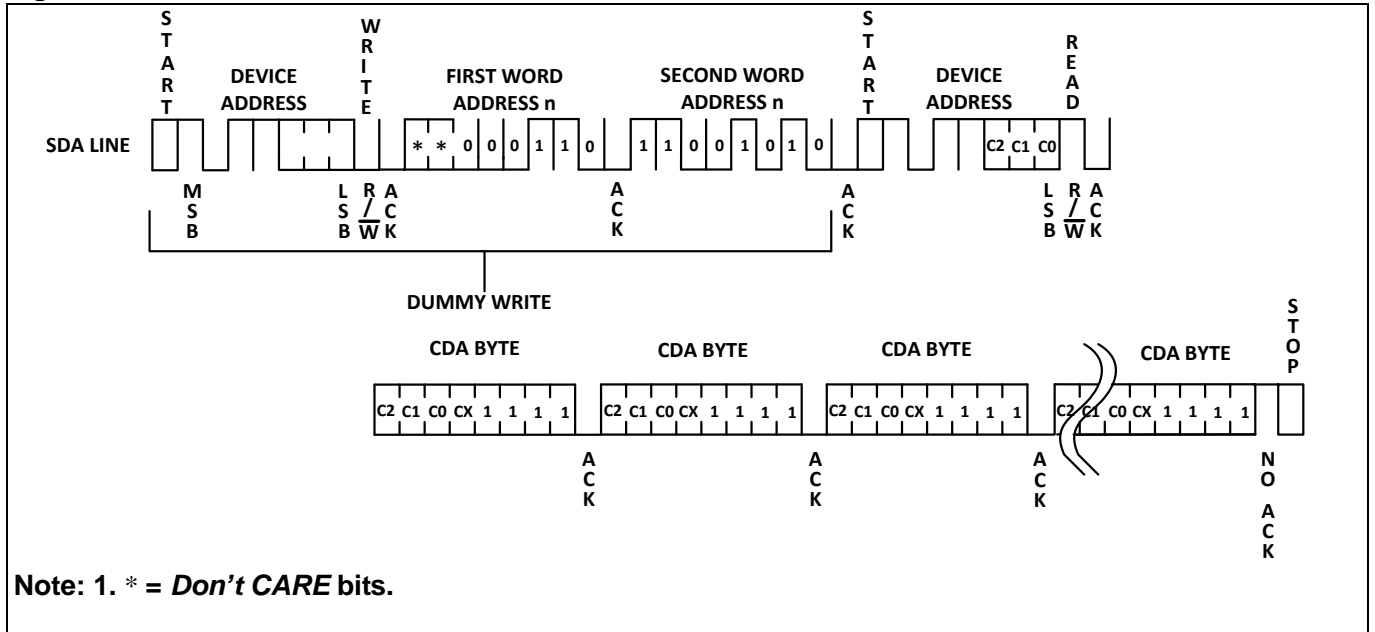 START
WRITE
START
READ
DEVICE ADDRESS
FIRST WORD ADDRESS n
SECOND WORD ADDRESS n
DEVICE ADDRESS
SDA LINE
* * 0 0 0 1 1 0
1 1 0 0 1 0 1 0
C2 C1 C0
MSB
LSB
R/W
ACK
ACK
ACK
LSB
R/W
ACK
DUMMY WRITE
STOP
CDA BYTE
CDA BYTE
CDA BYTE
CDA BYTE
C2 C1 C0 CX 1 1 1 1
C2 C1 C0 CX 1 1 1 1
C2 C1 C0 CX 1 1 1 1
C2 C1 C0 CX 1 1 1 1
ACK
ACK
ACK
NO ACK
Note: 1. * = Don't CARE bits.